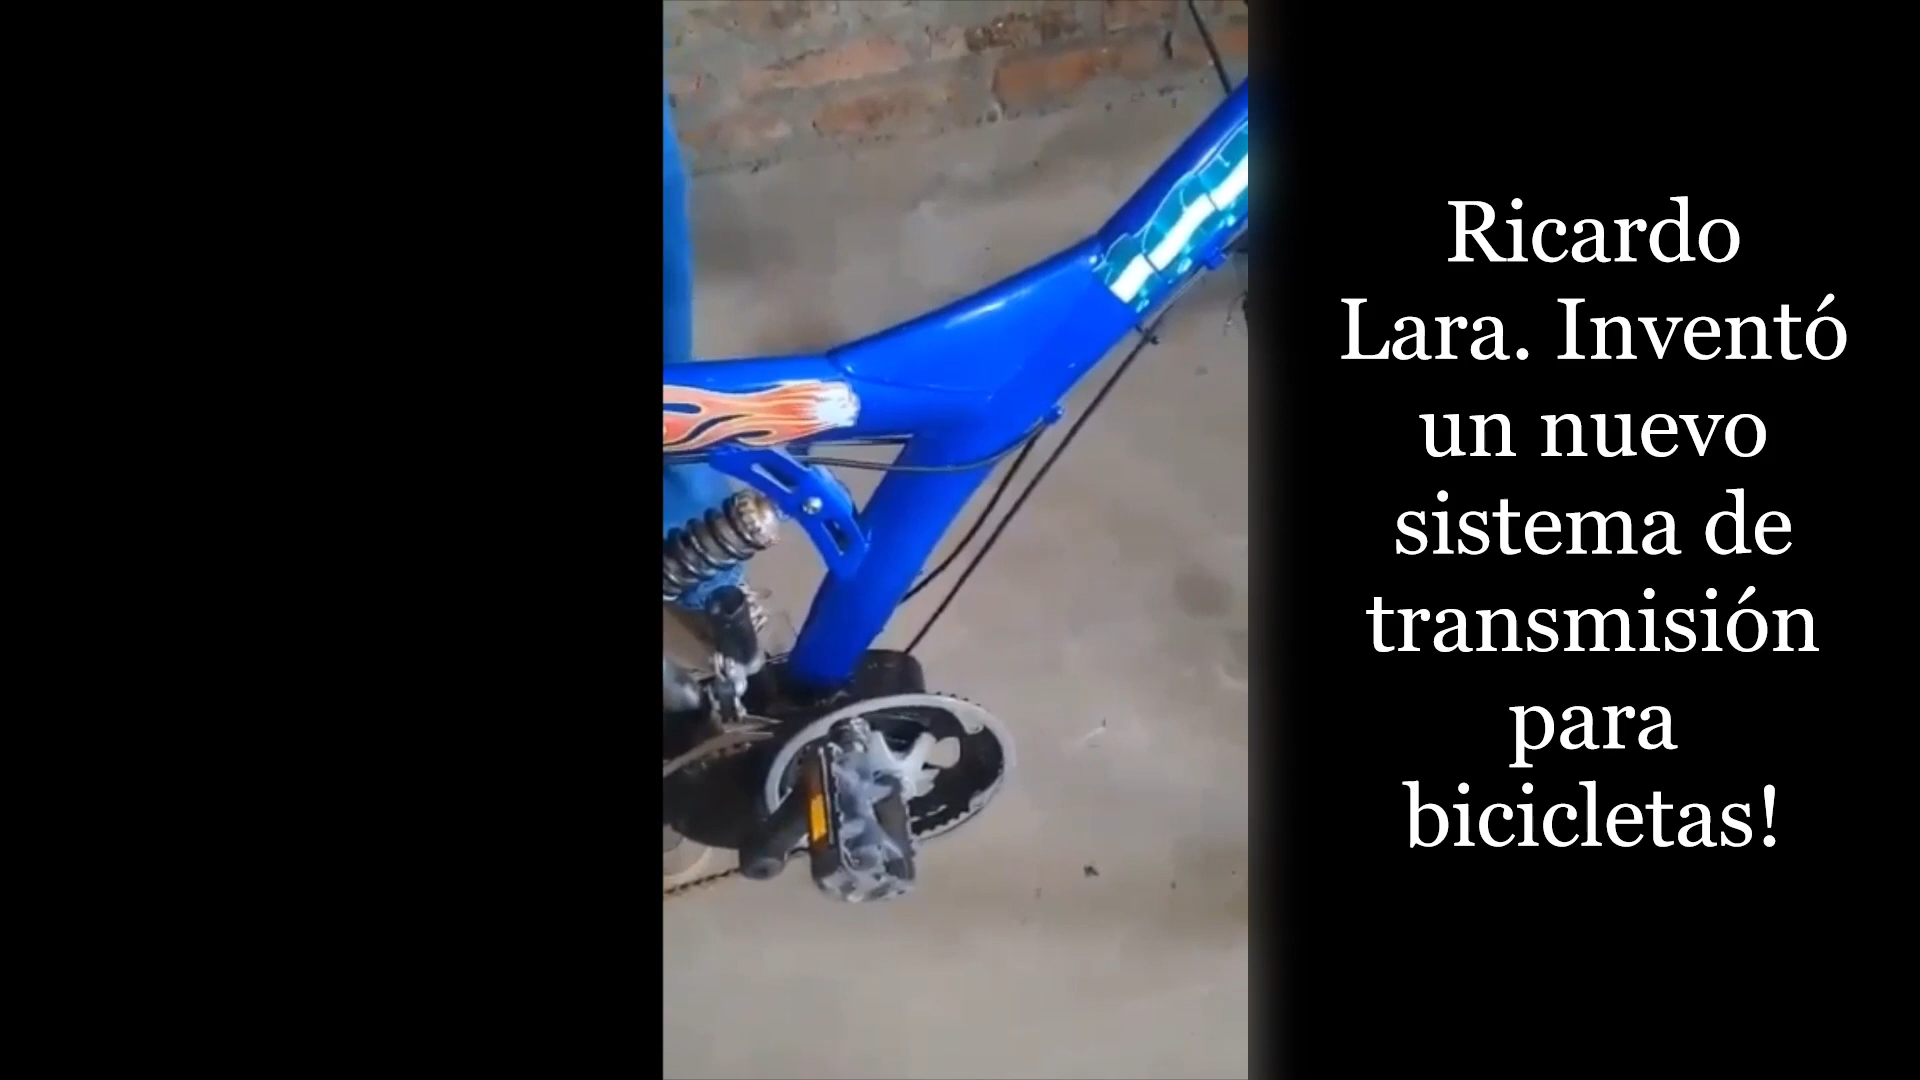 Ricardo
Lara. Inventó
un nuevo
sistema de
transmisión
para
bicicletas!